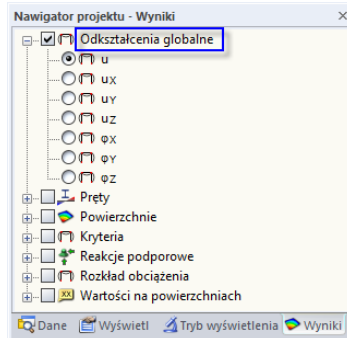 Nawigator projektu - Wyniki
Odkształcenia globalne
u
uX
uY
uZ
φX
φY
φZ
Pręty
Powierzchnie
Kryteria
Reakcje podporowe
Rozkład obciążenia
Wartości na powierzchniach
Dane Wyświetl Tryb wyświetlenia Wyniki